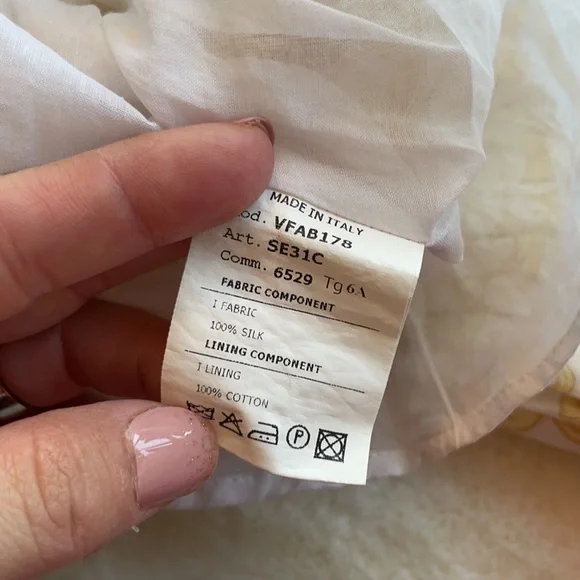 MADE IN ITALY
Mod. VFAB178
Art. SE31C
Comm. 6529 Tg 6A
FABRIC COMPONENT
I FABRIC
100% SILK
LINING COMPONENT
I LINING
100% COTTON
P